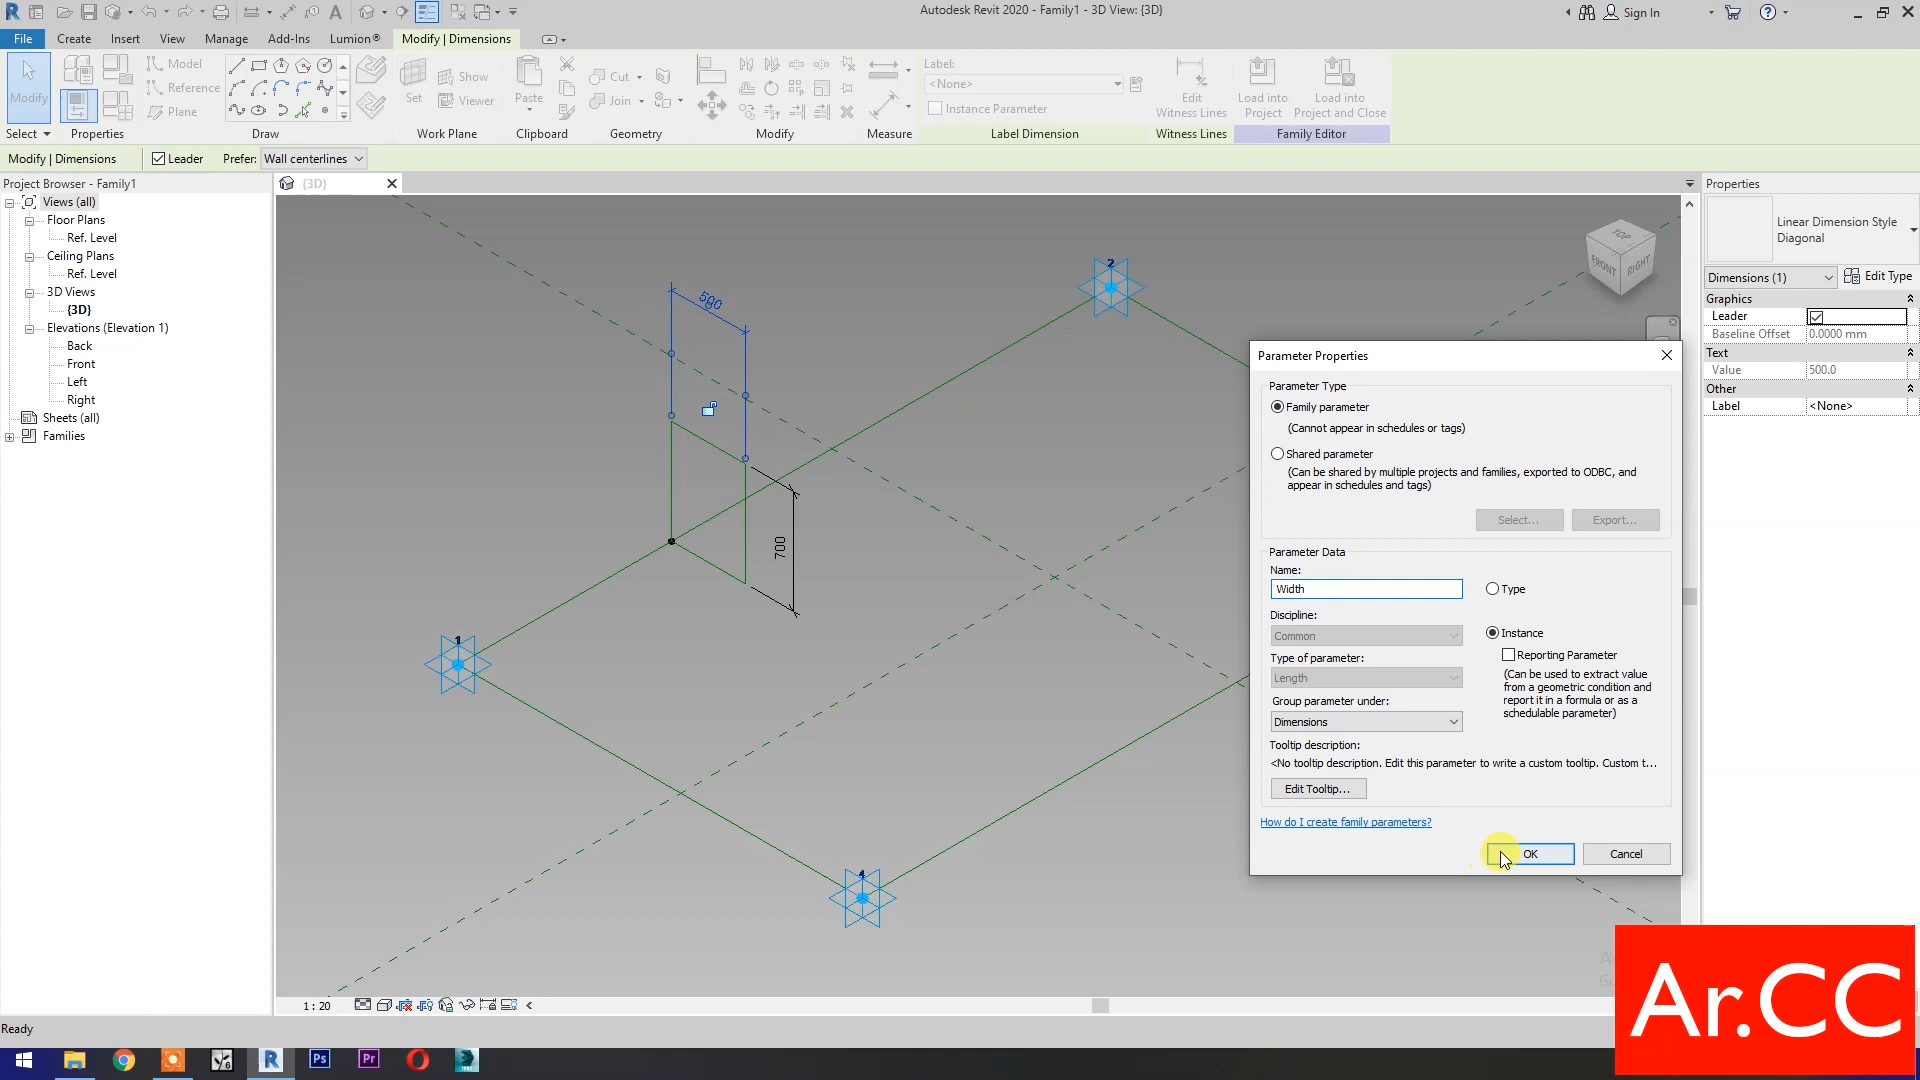 Autodesk Revit 2020 - Family1 - 3D View: {3D}
Sign In
File Create Insert View Manage Add-Ins Lumion® Modify | Dimensions
Modify
Select
Properties
Model
Reference
Plane
Draw
Set
Show
Viewer
Work Plane
Paste
Clipboard
Cut
Join
Geometry
Modify
Measure
Label:
<None>
Instance Parameter
Label Dimension
Edit
Witness Lines
Witness Lines
Load into
Project
Load into
Project and Close
Family Editor
Modify | Dimensions Leader Prefer: Wall centerlines
Project Browser - Family1
Views (all)
Floor Plans
Ref. Level
Ceiling Plans
Ref. Level
3D Views
{3D}
Elevations (Elevation 1)
Back
Front
Left
Right
Sheets (all)
Families
{3D}
500
700
1
2
4
TOP
FRONT
RIGHT
Parameter Properties
Parameter Type
Family parameter
(Cannot appear in schedules or tags)
Shared parameter
(Can be shared by multiple projects and families, exported to ODBC, and
appear in schedules and tags)
Select... Export...
Parameter Data
Name:
Width
Type
Discipline:
Common
Instance
Type of parameter:
Reporting Parameter
Length
(Can be used to extract value
from a geometric condition and
report it in a formula or as a
schedulable parameter)
Group parameter under:
Dimensions
Tooltip description:
<No tooltip description. Edit this parameter to write a custom tooltip. Custom t...
Edit Tooltip...
How do I create family parameters?
OK Cancel
Properties
Linear Dimension Style
Diagonal
Dimensions (1) Edit Type
Graphics
Leader
Baseline Offset 0.0000 mm
Text
Value 500.0
Other
Label <None>
1 : 20
Ready
R
Ps
Pr
Ar.CC